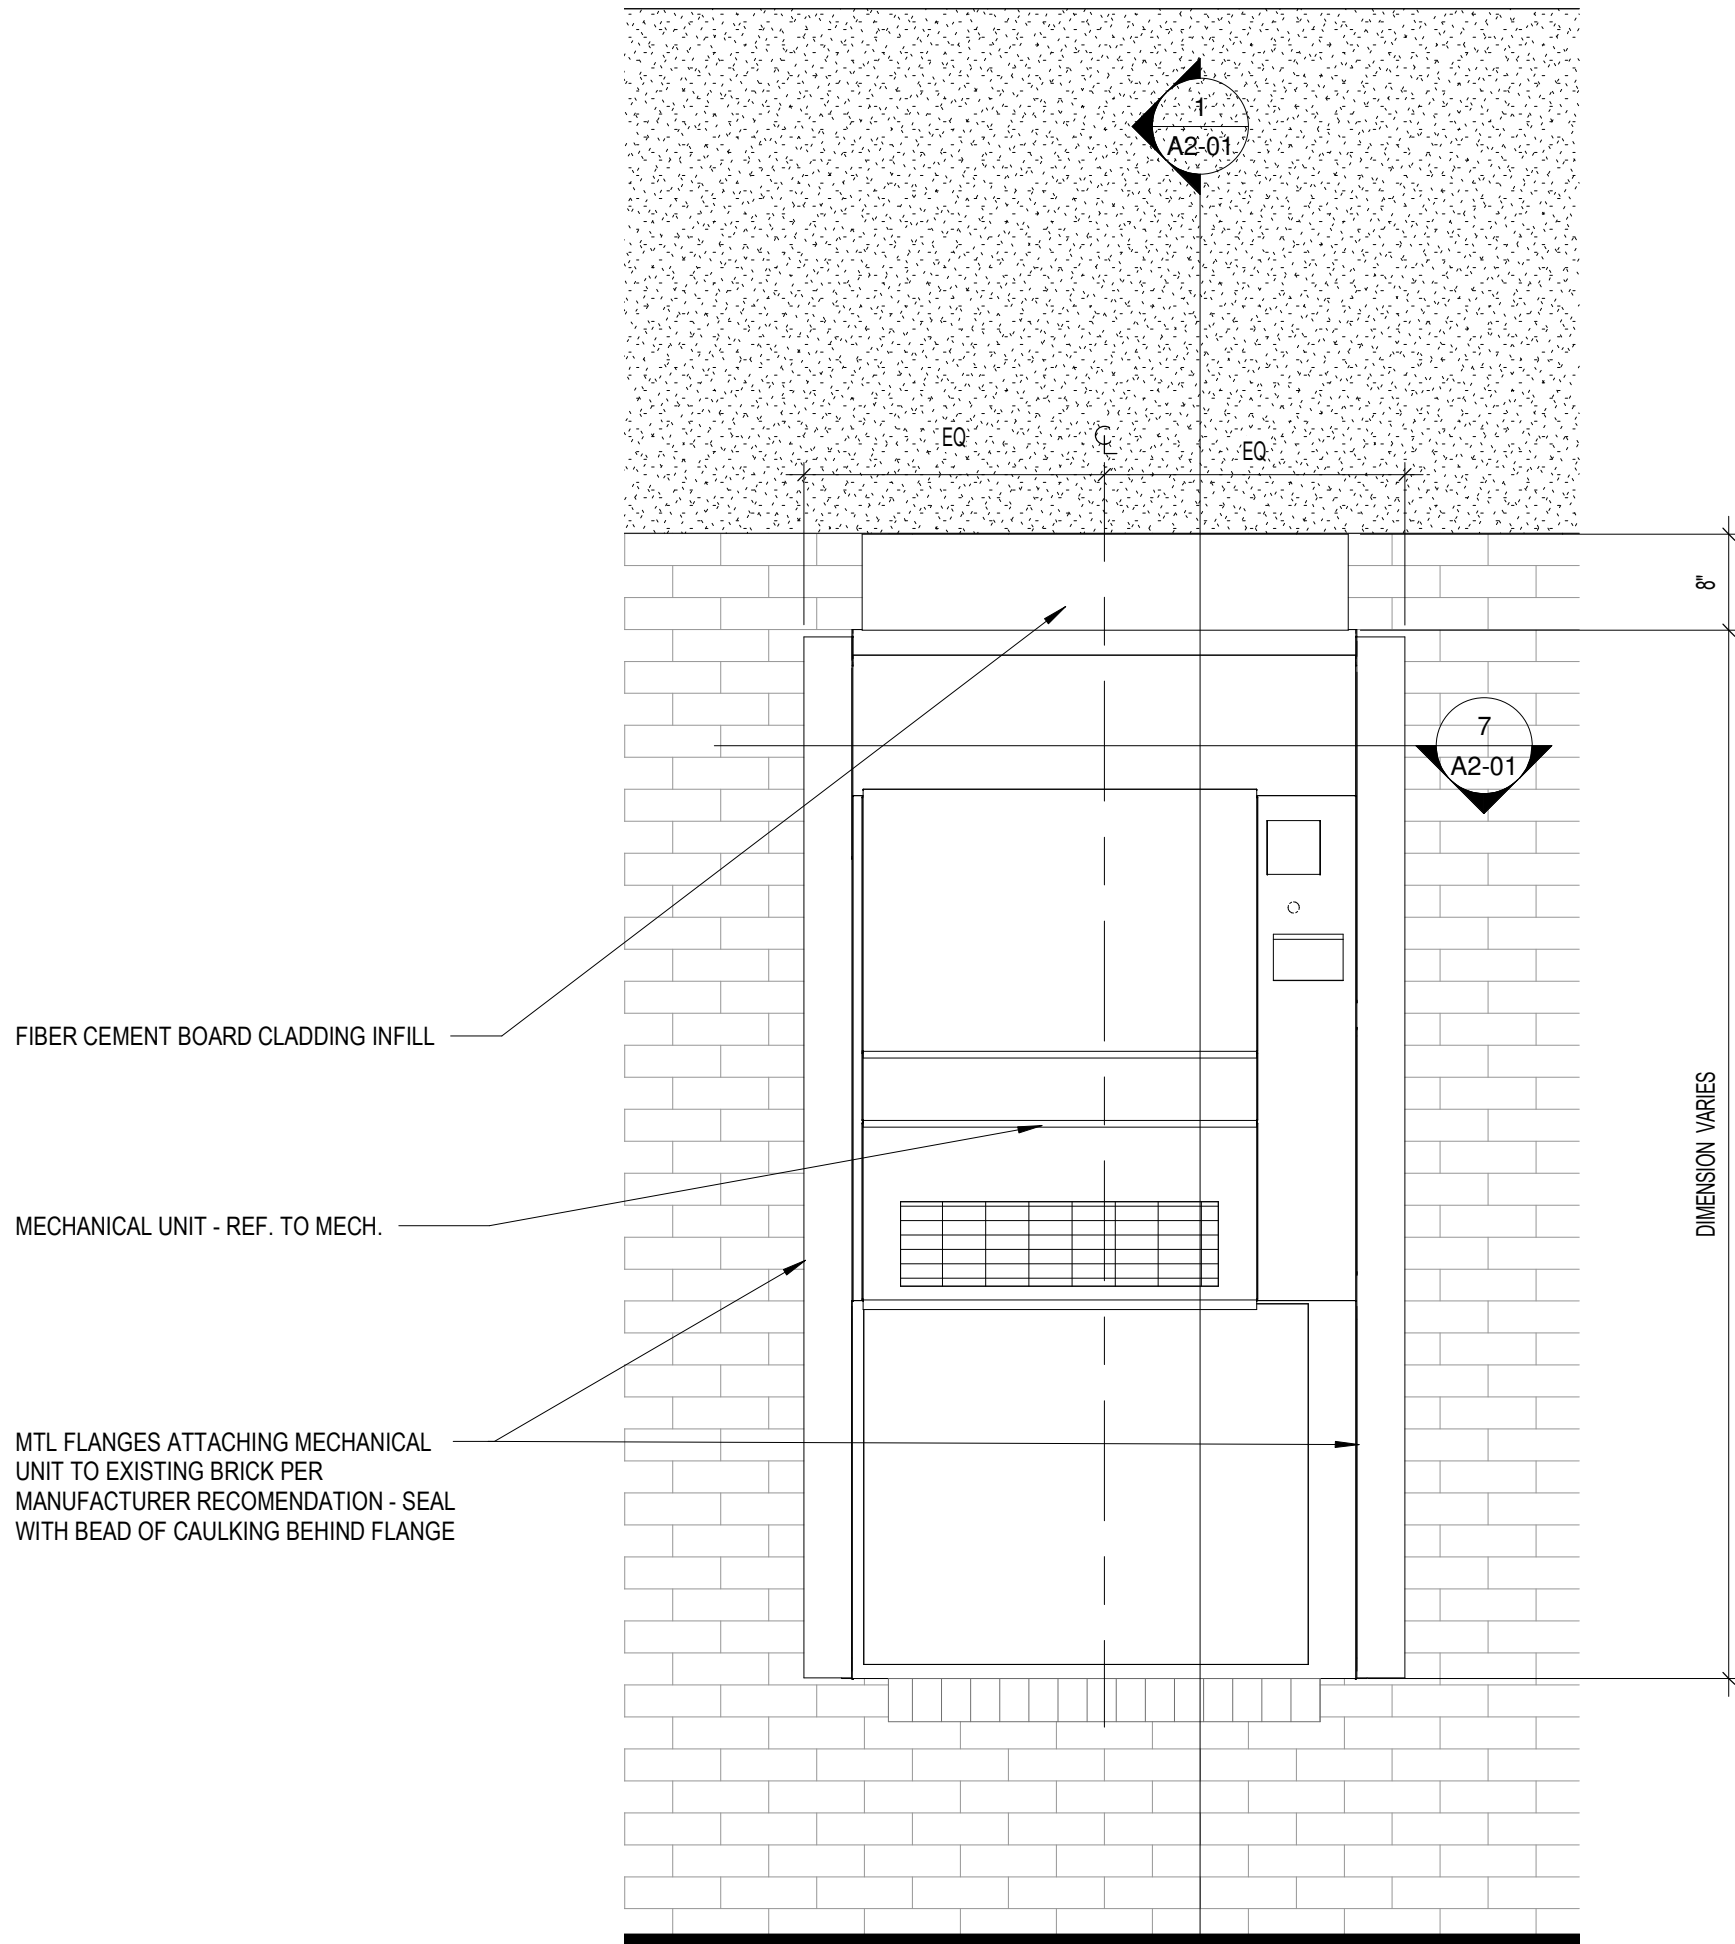 1
A2-01
EQ
℄
EQ
8"
7
A2-01
FIBER CEMENT BOARD CLADDING INFILL
DIMENSION VARIES
MECHANICAL UNIT - REF. TO MECH.
MTL FLANGES ATTACHING MECHANICAL
UNIT TO EXISTING BRICK PER
MANUFACTURER RECOMENDATION - SEAL
WITH BEAD OF CAULKING BEHIND FLANGE